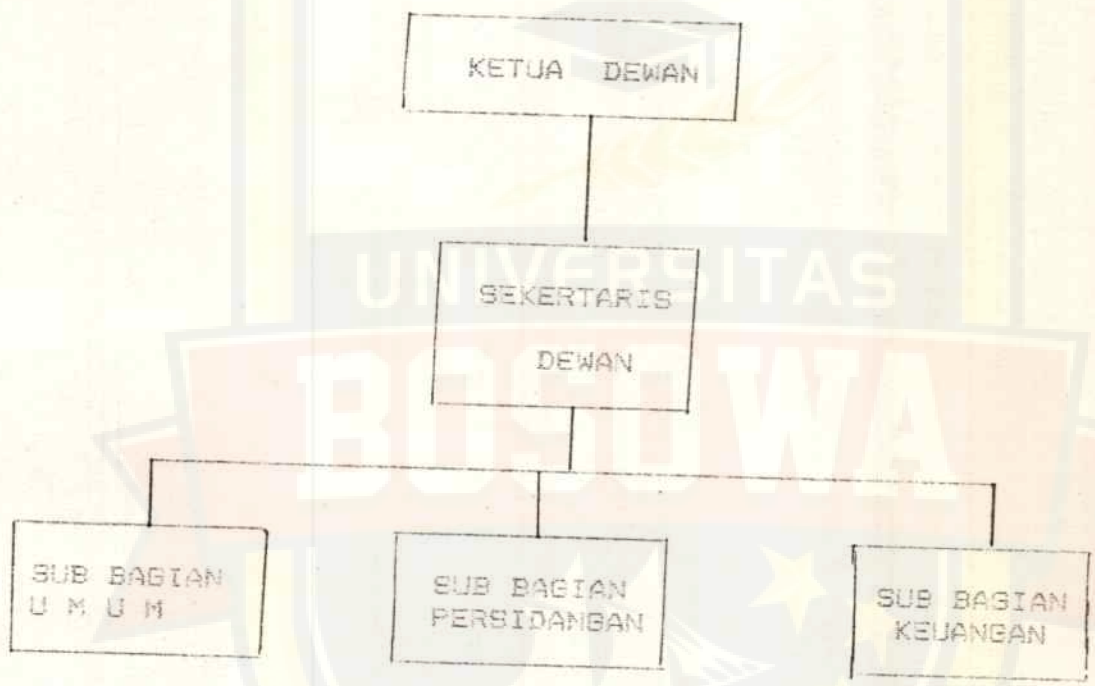 KETUA DEWAN
UNIVERSITAS
SEKERTARIS
DEWAN
BOSOWA
SUB BAGIAN
U M U M
SUB BAGIAN
PERSIDANGAN
SUB BAGIAN
KEUANGAN